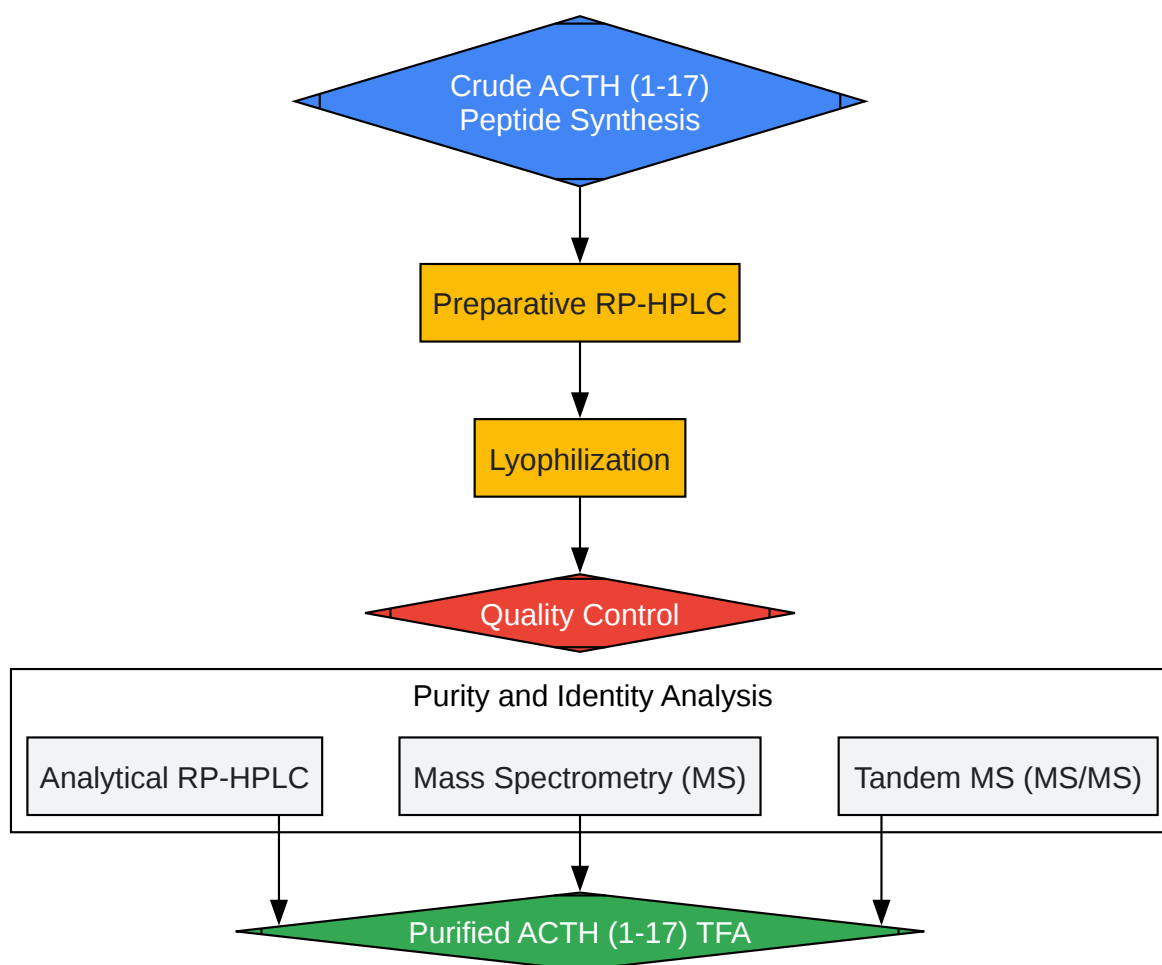 Crude ACTH (1-17)
Peptide Synthesis
Preparative RP-HPLC
Lyophilization
Quality Control
Purity and Identity Analysis
Analytical RP-HPLC
Mass Spectrometry (MS)
Tandem MS (MS/MS)
Purified ACTH (1-17) TFA